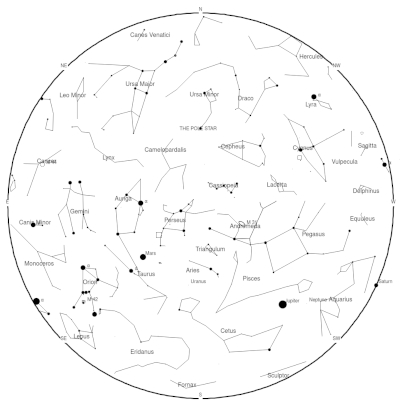 N
Canes Venatici
Hercules
NE
NW
Ursa Major
Leo Minor
Ursa Minor
Draco
Lyra
THE POLE STAR
Cepheus
Cygnus
Sagitta
Camelopardalis
Lynx
Vulpecula
Cancer
Cassiopeia
Lacerta
Delphinus
Auriga
E
W
Gemini
Perseus
M 31
Andromeda
Equuleus
Canis Minor
Pegasus
Triangulum
Mars
Monoceros
Taurus
Aries
Uranus
Pisces
Orion
Saturn
M 42
Jupiter
Neptune
Aquarius
SE
Lepus
Cetus
SW
Eridanus
Sculptor
Fornax
S